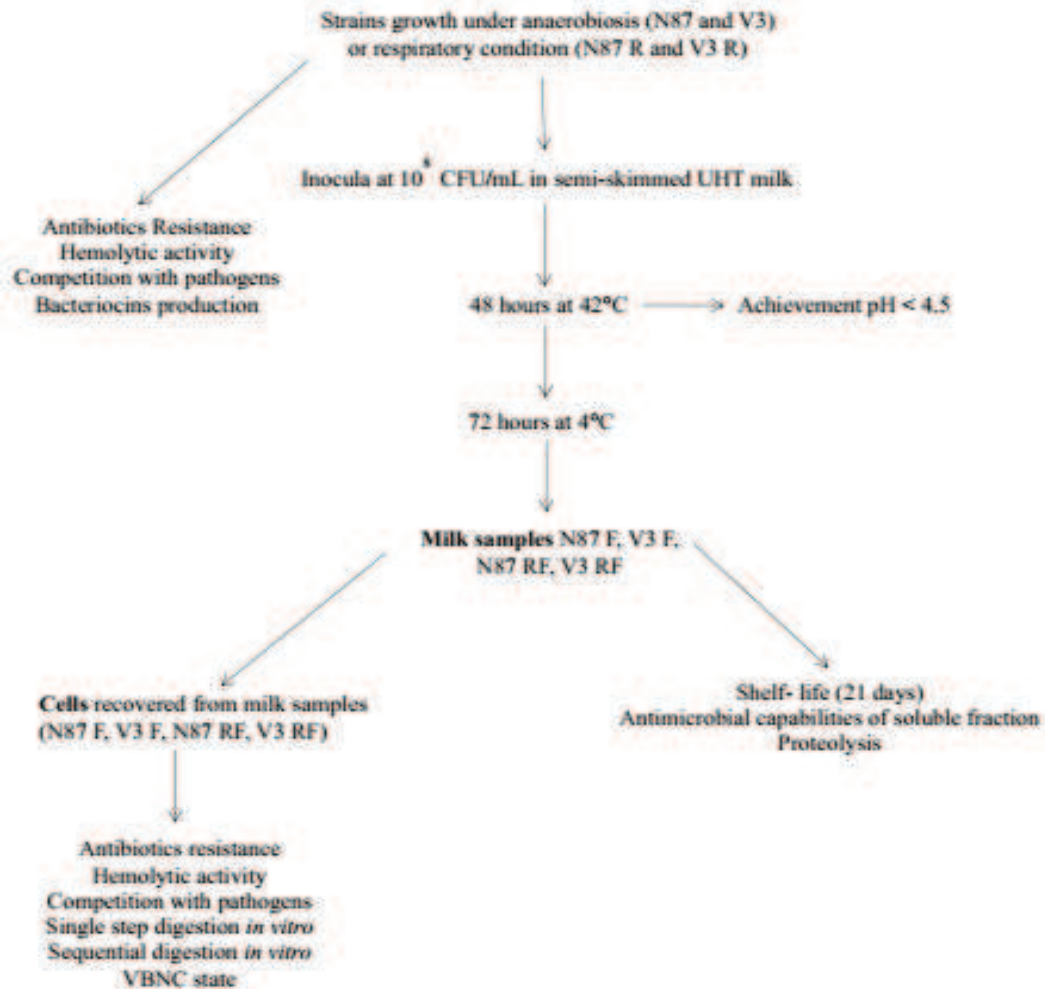 Strains growth under anaerobiosis (N87 and V3)
or respiratory condition (N87 R and V3 R)
Inocula at 10 CFU/mL in semi-skimmed UHT milk
Antibiotics Resistance
Hemolytic activity
Competition with pathogens
Bacteriocins production
48 hours at 42°C
Achievement pH < 4.5
72 hours at 4°C
Milk samples N87 F, V3 F,
N87 RF, V3 RF
Cells recovered from milk samples
(N87 F, V3 F, N87 RF, V3 RF)
Shelf- life (21 days)
Antimicrobial capabilities of soluble fraction
Proteolysis
Antibiotics resistance
Hemolytic activity
Competition with pathogens
Single step digestion in vitro
Sequential digestion in vitro
VBNC state